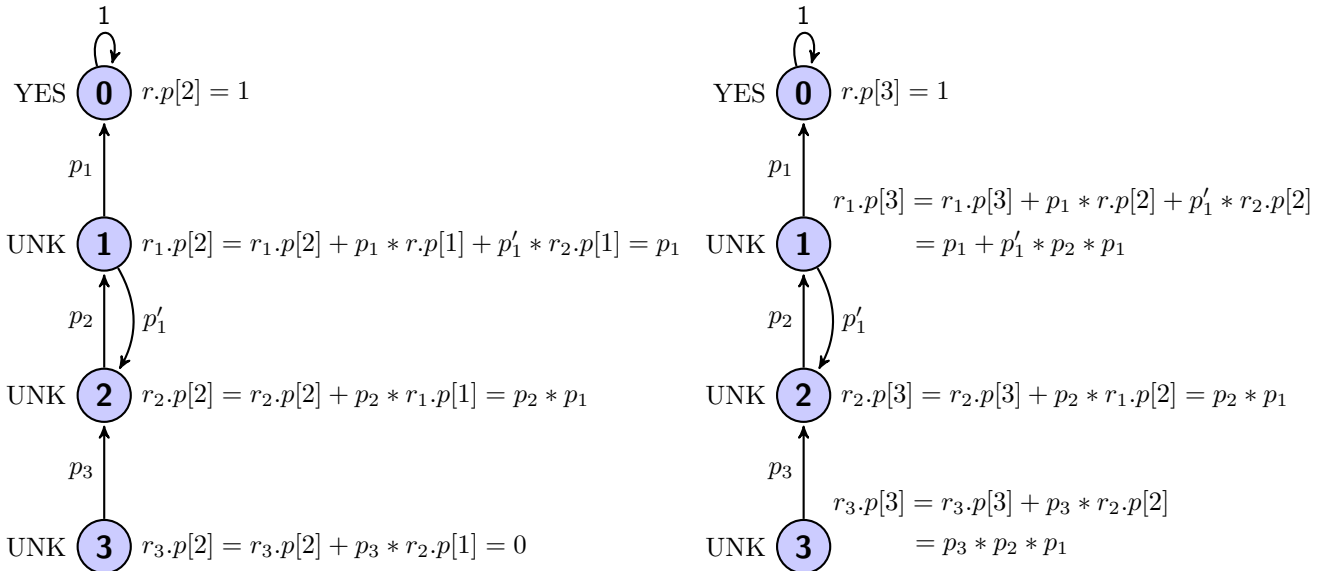 1
YES 0 r.p[2] = 1
p₁
UNK 1 r₁.p[2] = r₁.p[2] + p₁ ∗ r.p[1] + p′₁ ∗ r₂.p[1] = p₁
p₂ p′₁
UNK 2 r₂.p[2] = r₂.p[2] + p₂ ∗ r₁.p[1] = p₂ ∗ p₁
p₃
UNK 3 r₃.p[2] = r₃.p[2] + p₃ ∗ r₂.p[1] = 0
1
YES 0 r.p[3] = 1
p₁
r₁.p[3] = r₁.p[3] + p₁ ∗ r.p[2] + p′₁ ∗ r₂.p[2]
UNK 1 = p₁ + p′₁ ∗ p₂ ∗ p₁
p₂ p′₁
UNK 2 r₂.p[3] = r₂.p[3] + p₂ ∗ r₁.p[2] = p₂ ∗ p₁
p₃
r₃.p[3] = r₃.p[3] + p₃ ∗ r₂.p[2]
UNK 3 = p₃ ∗ p₂ ∗ p₁